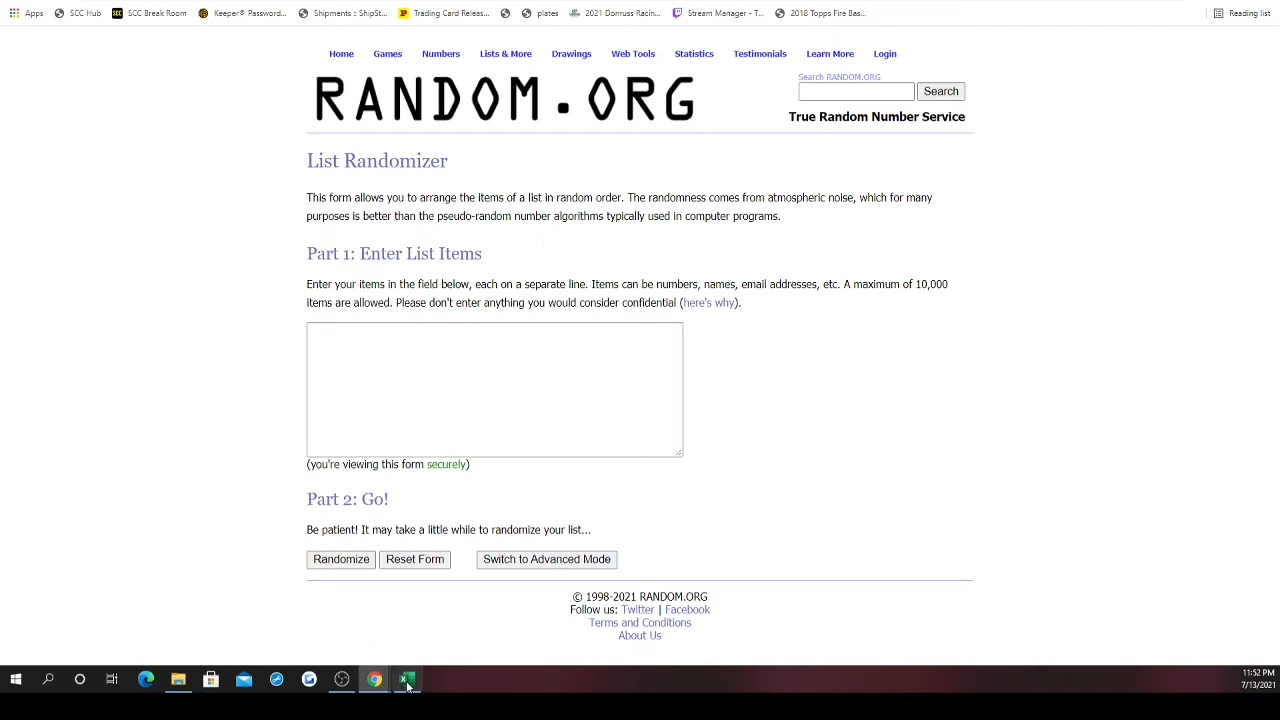 Apps SCC Hub SCC Break Room Keeper® Password... Shipments :: ShipSt... Trading Card Releas... plates 2021 Donruss Racin... Stream Manager - T... 2018 Topps Fire Bas... Reading list
Home Games Numbers Lists & More Drawings Web Tools Statistics Testimonials Learn More Login
RANDOM.ORG
Search RANDOM.ORG
Search
True Random Number Service
List Randomizer
This form allows you to arrange the items of a list in random order. The randomness comes from atmospheric noise, which for many
purposes is better than the pseudo-random number algorithms typically used in computer programs.
Part 1: Enter List Items
Enter your items in the field below, each on a separate line. Items can be numbers, names, email addresses, etc. A maximum of 10,000
items are allowed. Please don't enter anything you would consider confidential (here's why).
(you're viewing this form securely)
Part 2: Go!
Be patient! It may take a little while to randomize your list...
Randomize Reset Form Switch to Advanced Mode
© 1998-2021 RANDOM.ORG
Follow us: Twitter | Facebook
Terms and Conditions
About Us
11:52 PM
7/13/2021